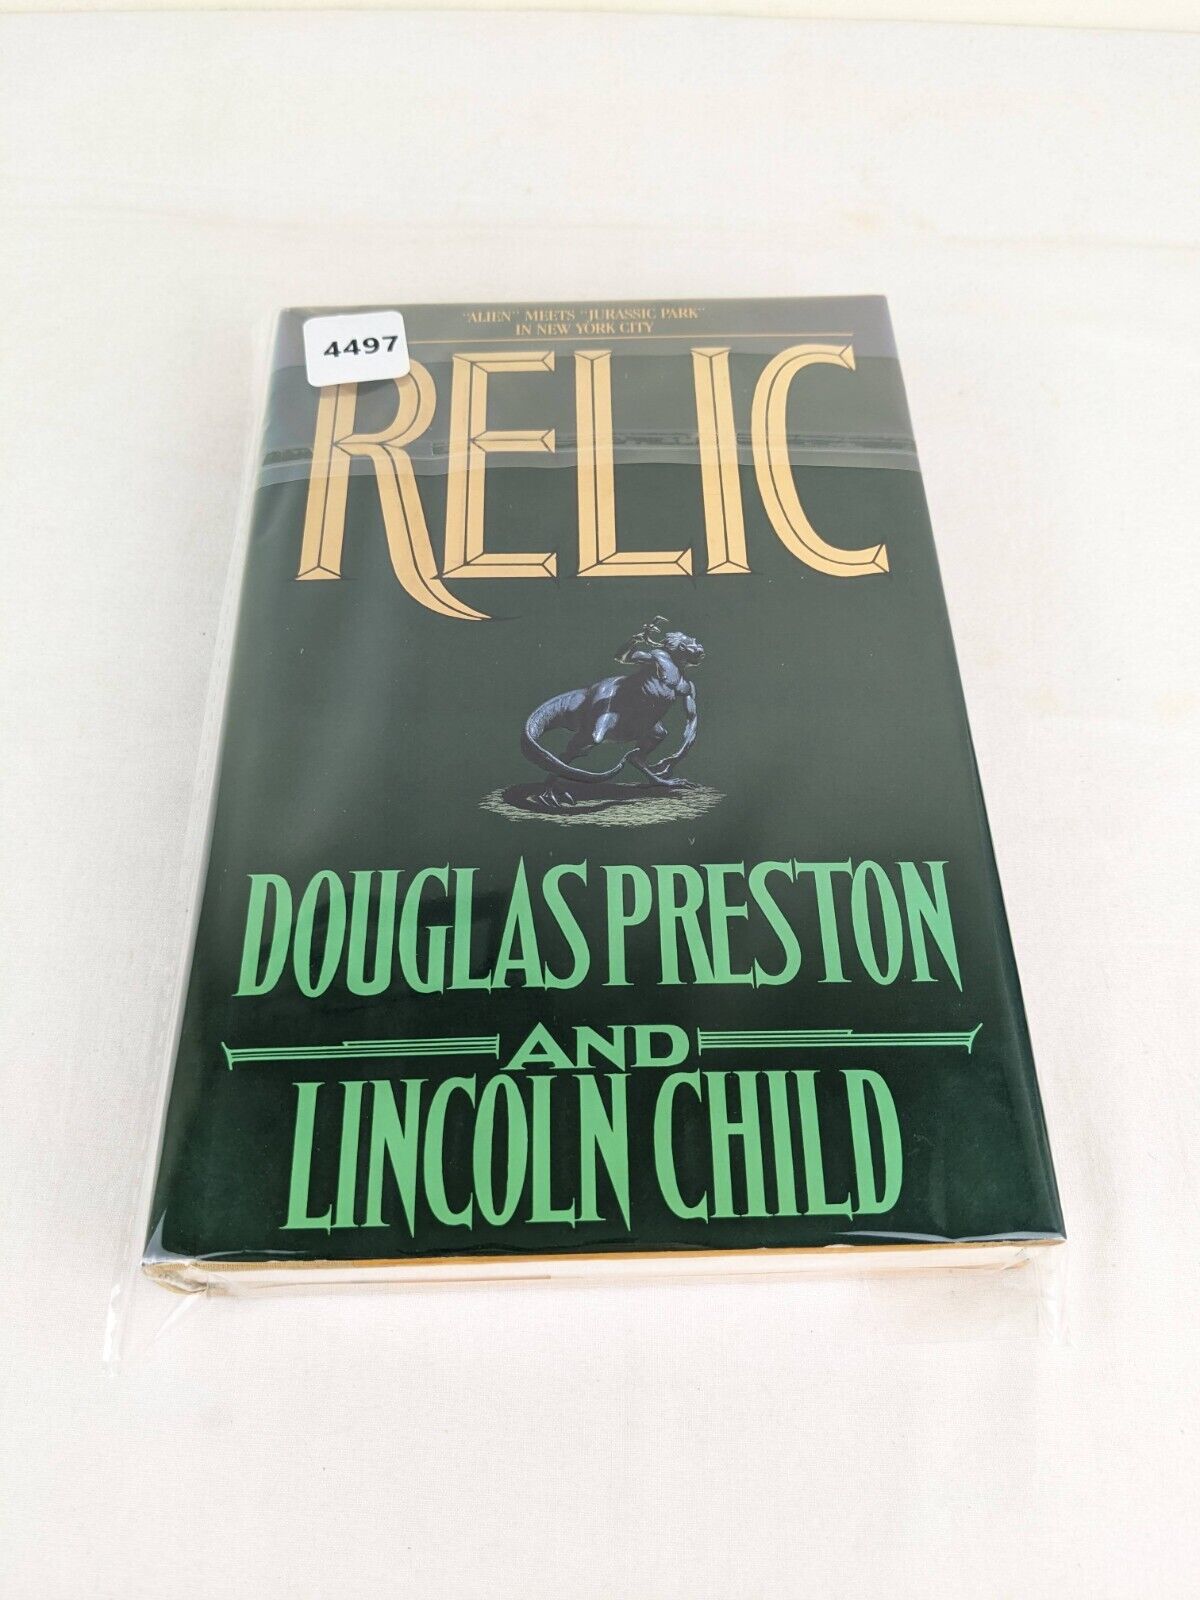 "ALIEN" MEETS "JURASSIC PARK"
IN NEW YORK CITY
4497
RELIC
DOUGLAS PRESTON
AND
LINCOLN CHILD